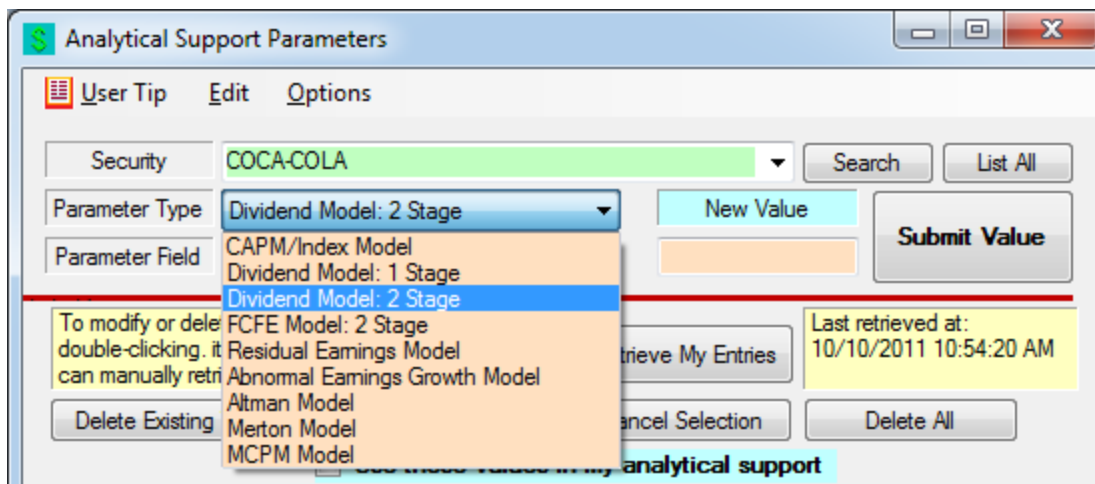 Analytical Support Parameters
User Tip Edit Options
Security COCA-COLA Search List All
Parameter Type Dividend Model: 2 Stage New Value Submit Value
Parameter Field
CAPM/Index Model
Dividend Model: 1 Stage
Dividend Model: 2 Stage
FCFE Model: 2 Stage
Residual Earnings Model
Abnormal Earnings Growth Model
Altman Model
Merton Model
MCPM Model
To modify or dele
double-clicking. it
can manually retri
trieve My Entries
Last retrieved at:
10/10/2011 10:54:20 AM
Delete Existing ancel Selection Delete All
my analytical support